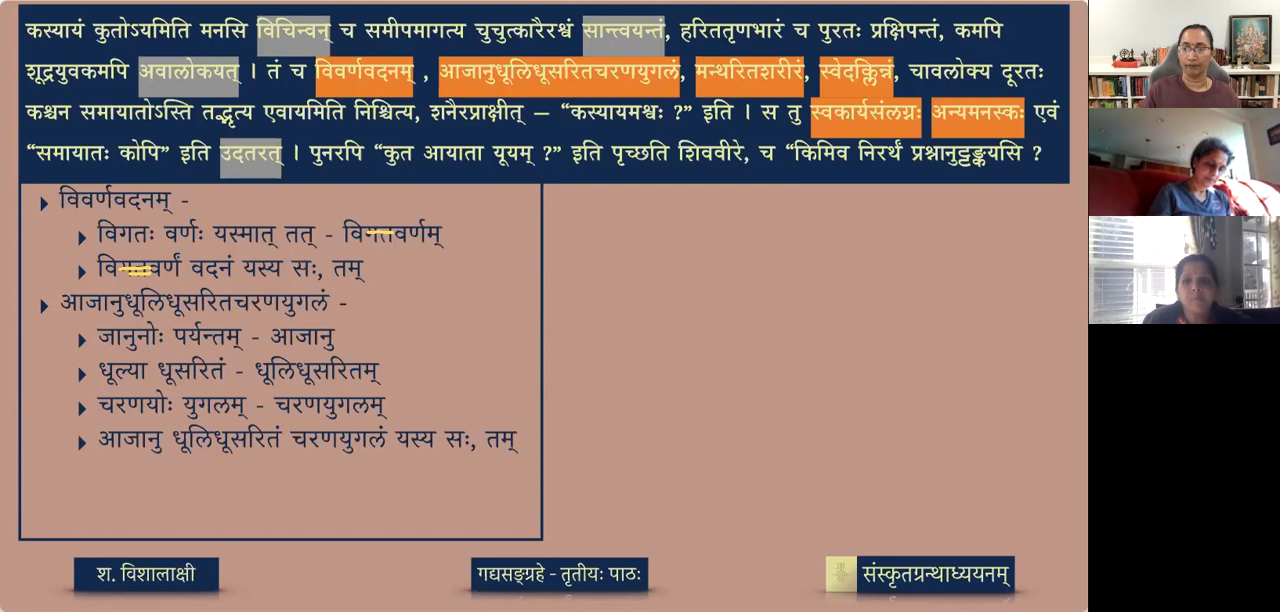 कस्यायं कुतोऽयमिति मनसि विचिन्वन् च समीपमागत्य चुचुत्कारैरश्वं सान्त्वयन्तं, हरिततृणभारं च पुरतः प्रक्षिपन्तं, कमपि
शूद्रयुवकमपि अवालोकयत् । तं च विवर्णवदनम् , आजानुधूलिधूसरितचरणयुगलं, मन्थरितशरीरं, स्वेदक्लिन्नं, चावलोक्य दूरतः
कश्चन समायातोऽस्ति तद्भृत्य एवायमिति निश्चित्य, शनैरप्राक्षीत् – “कस्यायमश्वः ?” इति । स तु स्वकार्यसंलग्नः अन्यमनस्कः एवं
“समायातः कोपि” इति उदतरत् । पुनरपि “कुत आयाता यूयम् ?” इति पृच्छति शिववीरे, च “किमिव निरर्थं प्रश्नानुट्टङ्कयसि ?
विवर्णवदनम् -
विगतः वर्णः यस्मात् तत् - विगतवर्णम्
विगतवर्णं वदनं यस्य सः, तम्
आजानुधूलिधूसरितचरणयुगलं -
जानुनोः पर्यन्तम् - आजानु
धूल्या धूसरितं - धूलिधूसरितम्
चरणयोः युगलम् - चरणयुगलम्
आजानु धूलिधूसरितं चरणयुगलं यस्य सः, तम्
श. विशालाक्षी
गद्यसङ्ग्रहे - तृतीयः पाठः
संस्कृतग्रन्थाध्ययनम्